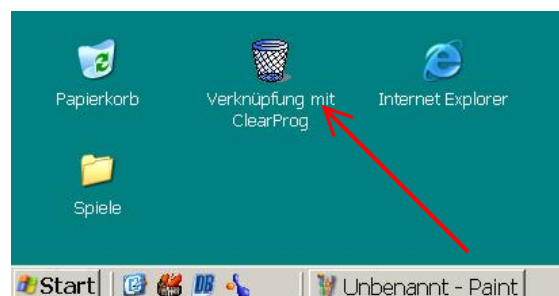 Papierkorb
Verknüpfung mit
ClearProg
Internet Explorer
Spiele
Start
DB
Unbenannt - Paint